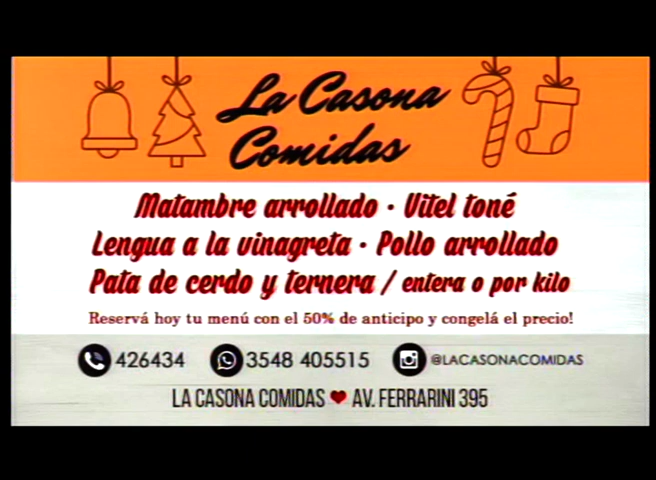 La Casona
Comidas
Matambre arrollado · Vitel toné
Lengua a la vinagreta · Pollo arrollado
Pata de cerdo y ternera / entera o por kilo
Reservá hoy tu menú con el 50% de anticipo y congelá el precio!
426434 3548 405515 @LACASONACOMIDAS
LA CASONA COMIDAS ❤ AV. FERRARINI 395